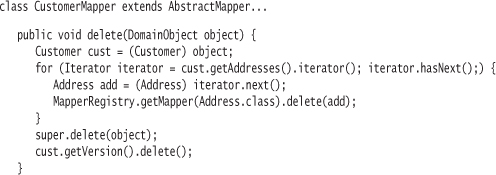 class CustomerMapper extends AbstractMapper...
public void delete(DomainObject object) {
Customer cust = (Customer) object;
for (Iterator iterator = cust.getAddresses().iterator(); iterator.hasNext();) {
Address add = (Address) iterator.next();
MapperRegistry.getMapper(Address.class).delete(add);
}
super.delete(object);
cust.getVersion().delete();
}